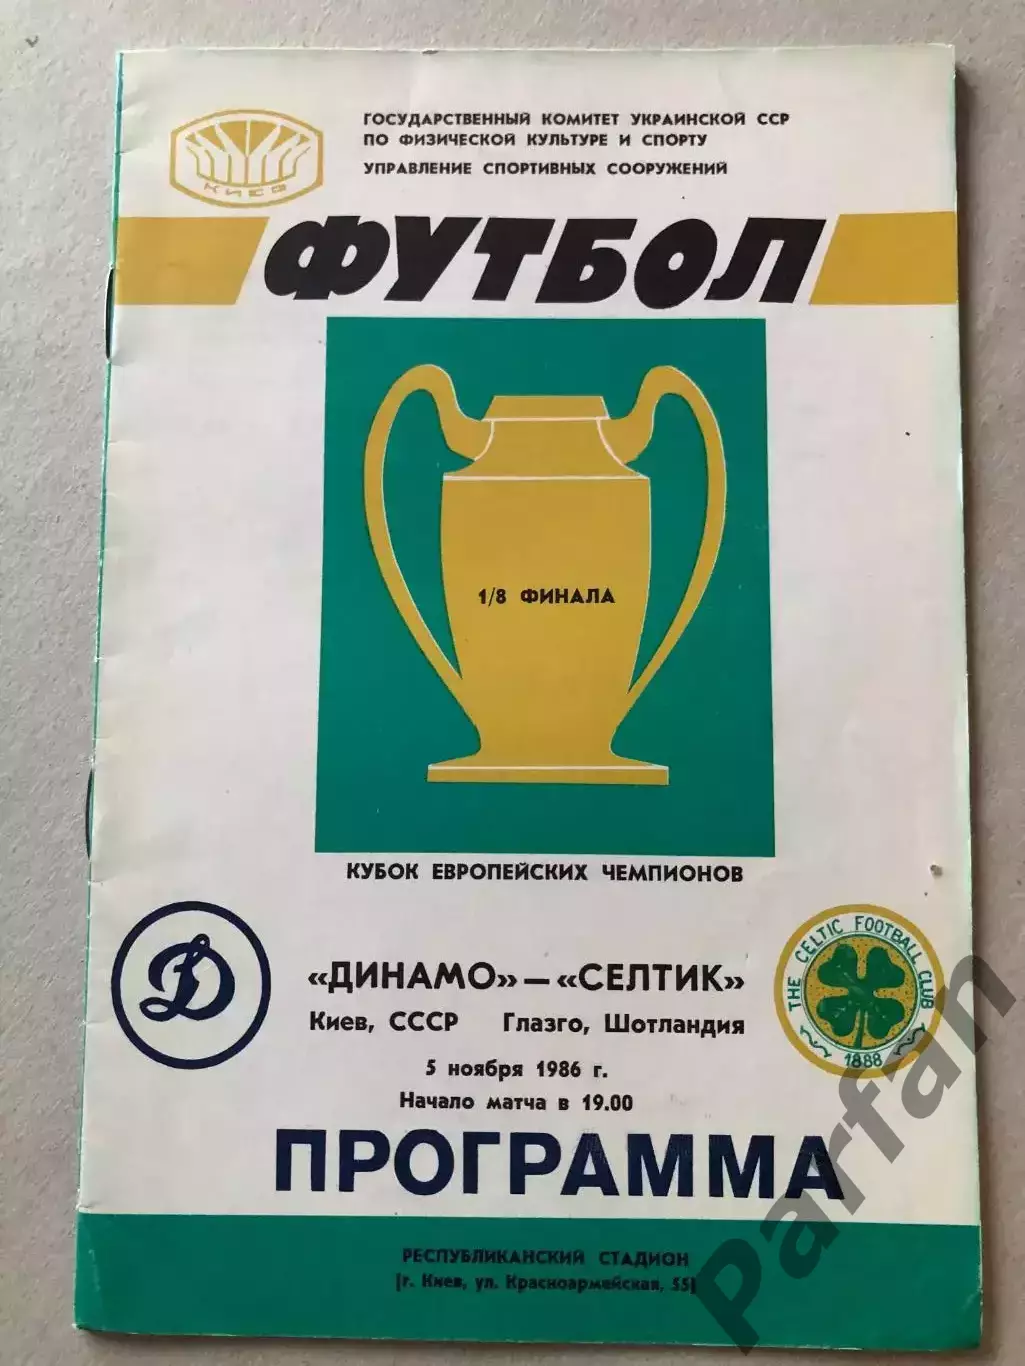 ГОСУДАРСТВЕННЫЙ КОМИТЕТ УКРАИНСКОЙ ССР
ПО ФИЗИЧЕСКОЙ КУЛЬТУРЕ И СПОРТУ
УПРАВЛЕНИЕ СПОРТИВНЫХ СООРУЖЕНИЙ
КИЕВ
ФУТБОЛ
1/8 ФИНАЛА
КУБОК ЕВРОПЕЙСКИХ ЧЕМПИОНОВ
Д
«ДИНАМО» — «СЕЛТИК»
Киев, СССР Глазго, Шотландия
THE CELTIC FOOTBALL CLUB
1888
5 ноября 1986 г.
Начало матча в 19.00
ПРОГРАММА
РЕСПУБЛИКАНСКИЙ СТАДИОН
[г. Киев, ул. Красноармейская, 55]
Parfan